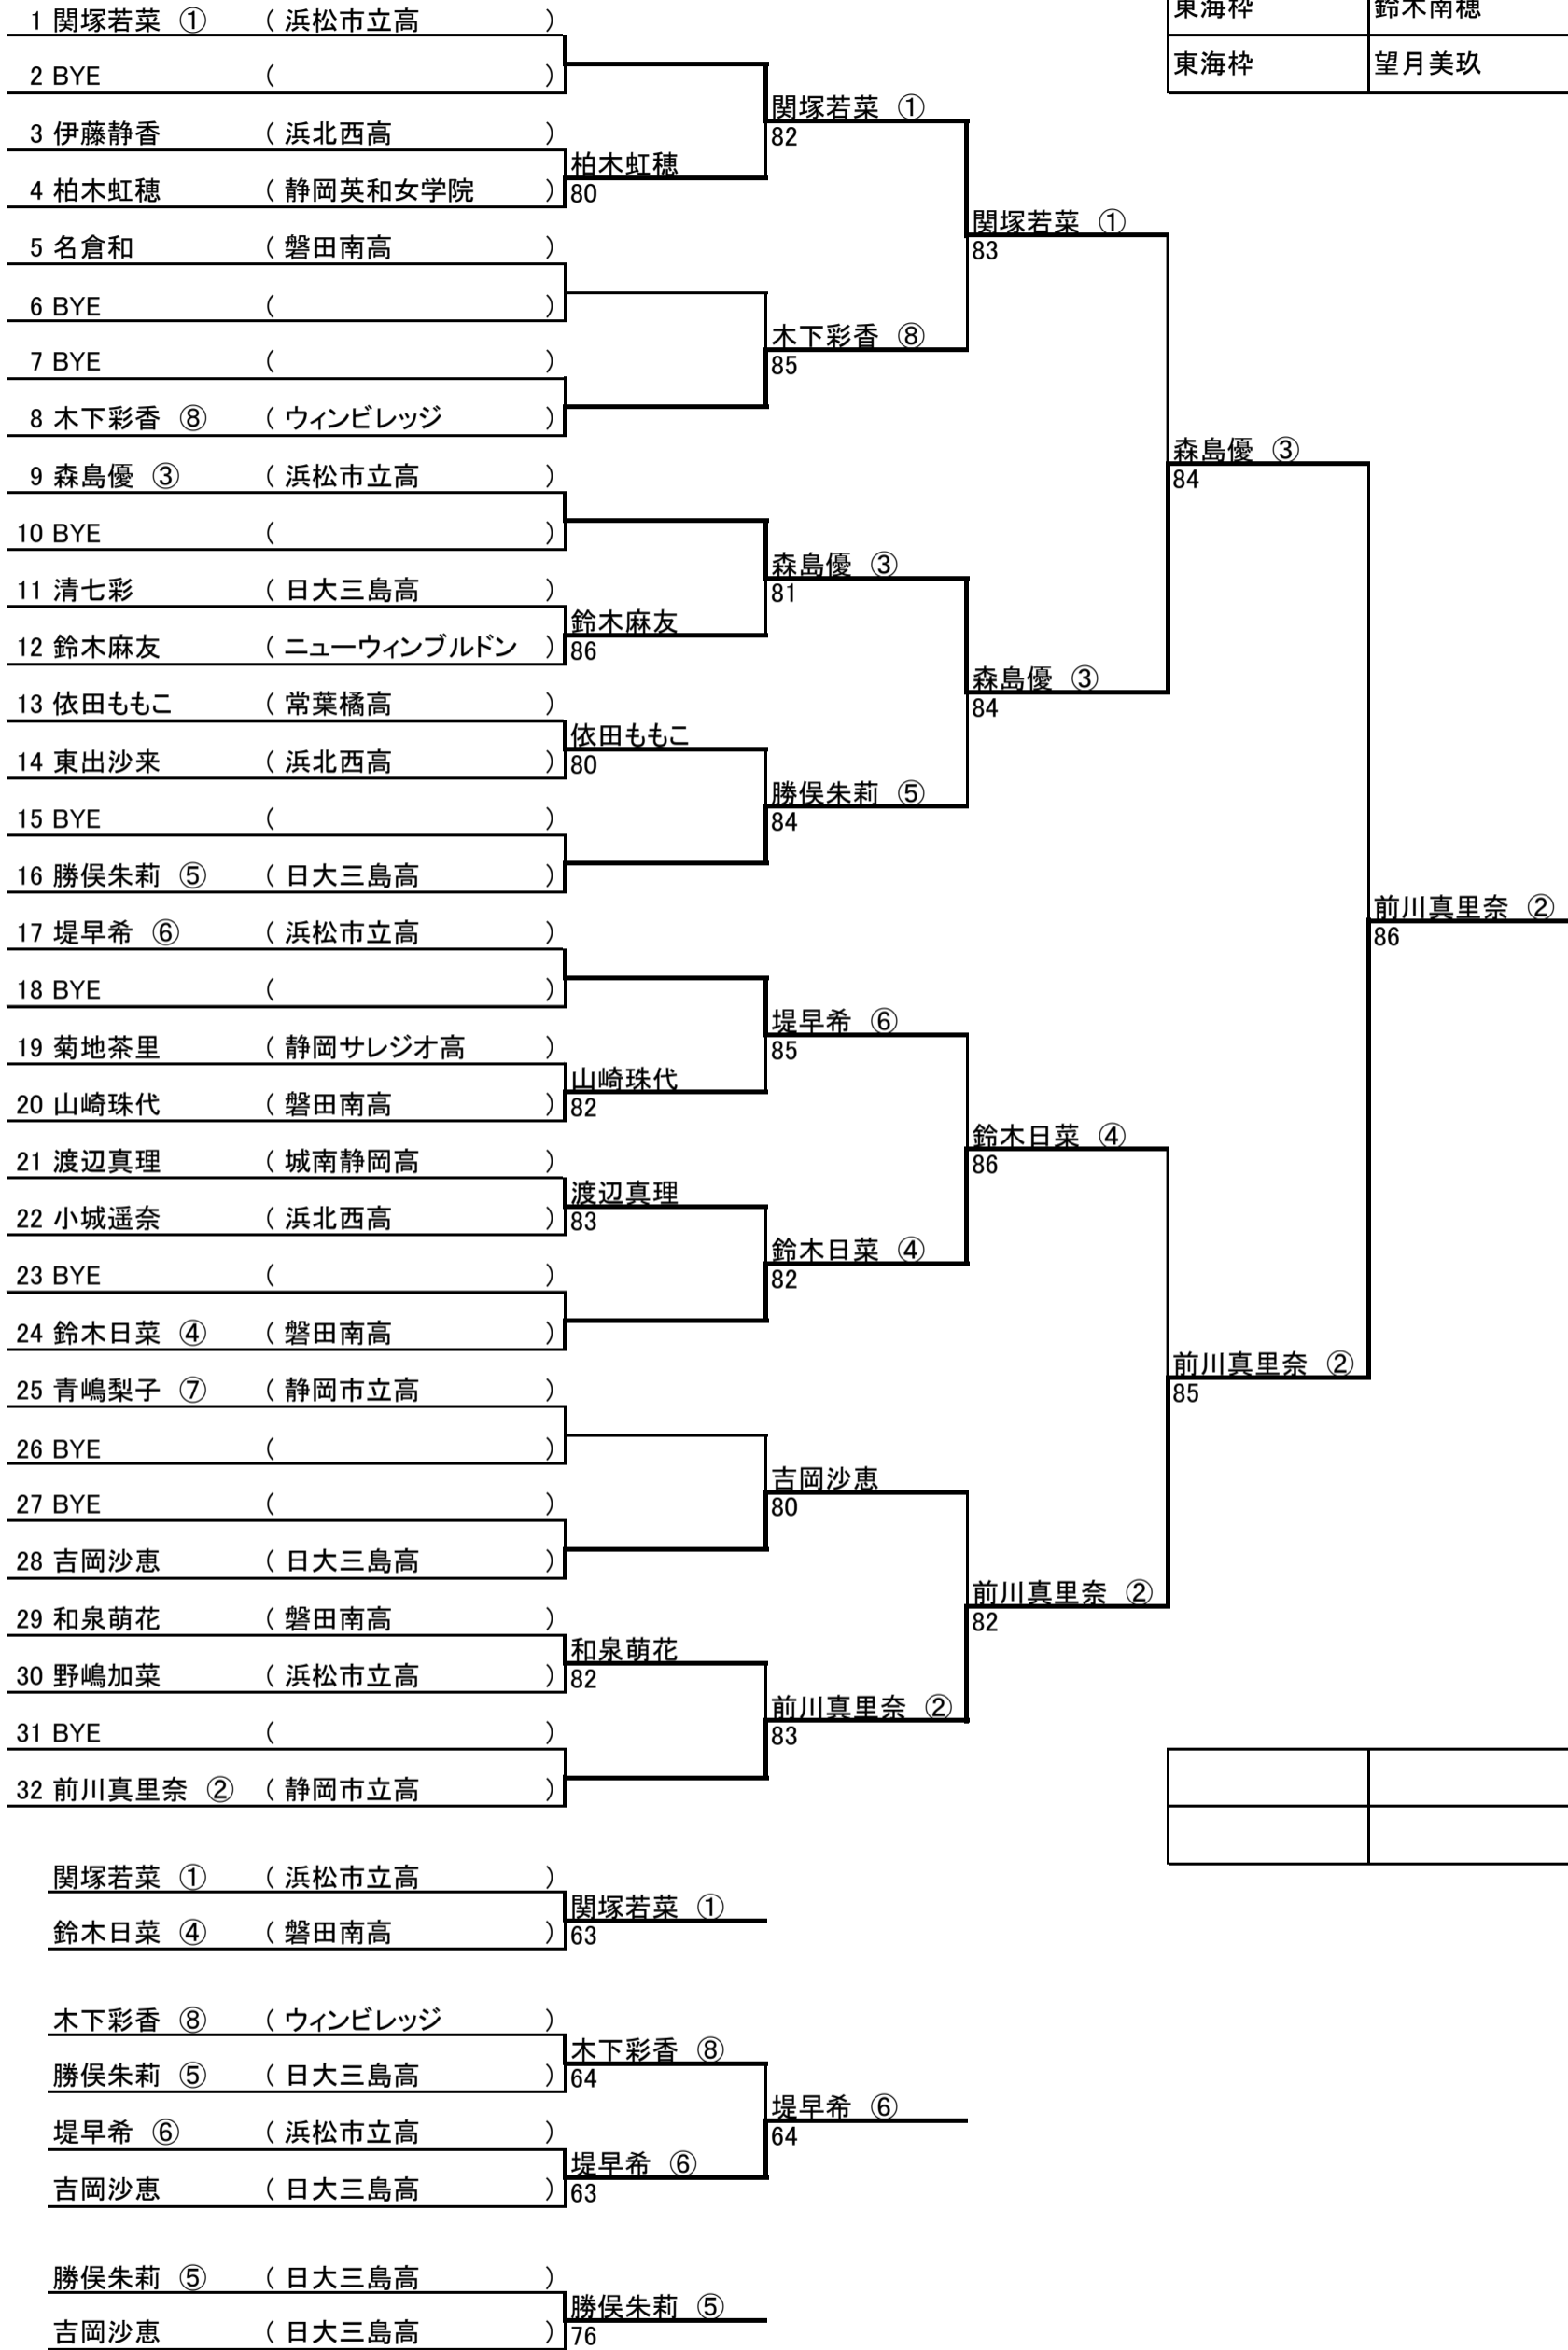 東海枠 鈴木南穂
東海枠 望月美玖
1 関塚若菜 ① ( 浜松市立高 )
2 BYE ( )
関塚若菜 ①
82
3 伊藤静香 ( 浜北西高 )
柏木虹穂
80
4 柏木虹穂 ( 静岡英和女学院 )
関塚若菜 ①
83
5 名倉和 ( 磐田南高 )
6 BYE ( )
木下彩香 ⑧
85
7 BYE ( )
8 木下彩香 ⑧ ( ウィンビレッジ )
森島優 ③
84
9 森島優 ③ ( 浜松市立高 )
10 BYE ( )
森島優 ③
81
11 清七彩 ( 日大三島高 )
鈴木麻友
86
12 鈴木麻友 ( ニューウィンブルドン )
森島優 ③
84
13 依田ももこ ( 常葉橘高 )
依田ももこ
80
14 東出沙来 ( 浜北西高 )
勝俣朱莉 ⑤
84
15 BYE ( )
16 勝俣朱莉 ⑤ ( 日大三島高 )
前川真里奈 ②
86
17 堤早希 ⑥ ( 浜松市立高 )
18 BYE ( )
堤早希 ⑥
85
19 菊地茶里 ( 静岡サレジオ高 )
山崎珠代
82
20 山崎珠代 ( 磐田南高 )
鈴木日菜 ④
86
21 渡辺真理 ( 城南静岡高 )
渡辺真理
83
22 小城遥奈 ( 浜北西高 )
鈴木日菜 ④
82
23 BYE ( )
24 鈴木日菜 ④ ( 磐田南高 )
前川真里奈 ②
85
25 青嶋梨子 ⑦ ( 静岡市立高 )
26 BYE ( )
吉岡沙恵
80
27 BYE ( )
28 吉岡沙恵 ( 日大三島高 )
前川真里奈 ②
82
29 和泉萌花 ( 磐田南高 )
和泉萌花
82
30 野嶋加菜 ( 浜松市立高 )
前川真里奈 ②
83
31 BYE ( )
32 前川真里奈 ② ( 静岡市立高 )
関塚若菜 ① ( 浜松市立高 )
関塚若菜 ①
63
鈴木日菜 ④ ( 磐田南高 )
木下彩香 ⑧ ( ウィンビレッジ )
木下彩香 ⑧
64
勝俣朱莉 ⑤ ( 日大三島高 )
堤早希 ⑥
64
堤早希 ⑥ ( 浜松市立高 )
堤早希 ⑥
63
吉岡沙恵 ( 日大三島高 )
勝俣朱莉 ⑤ ( 日大三島高 )
勝俣朱莉 ⑤
76
吉岡沙恵 ( 日大三島高 )